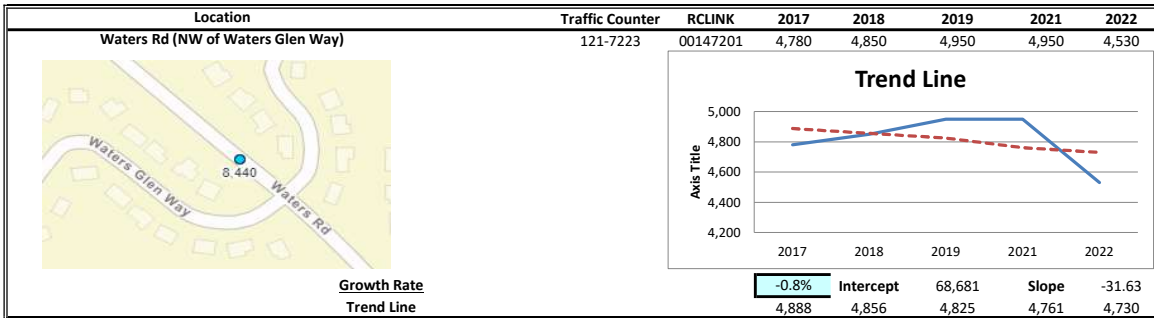 Location Traffic Counter RCLINK 2017 2018 2019 2021 2022
Waters Rd (NW of Waters Glen Way) 121-7223 00147201 4,780 4,850 4,950 4,950 4,530
Waters Glen Way
8,440
Waters Rd
Trend Line
Axis Title
5,000
4,800
4,600
4,400
4,200
2017 2018 2019 2021 2022
Growth Rate -0.8% Intercept 68,681 Slope -31.63
Trend Line 4,888 4,856 4,825 4,761 4,730